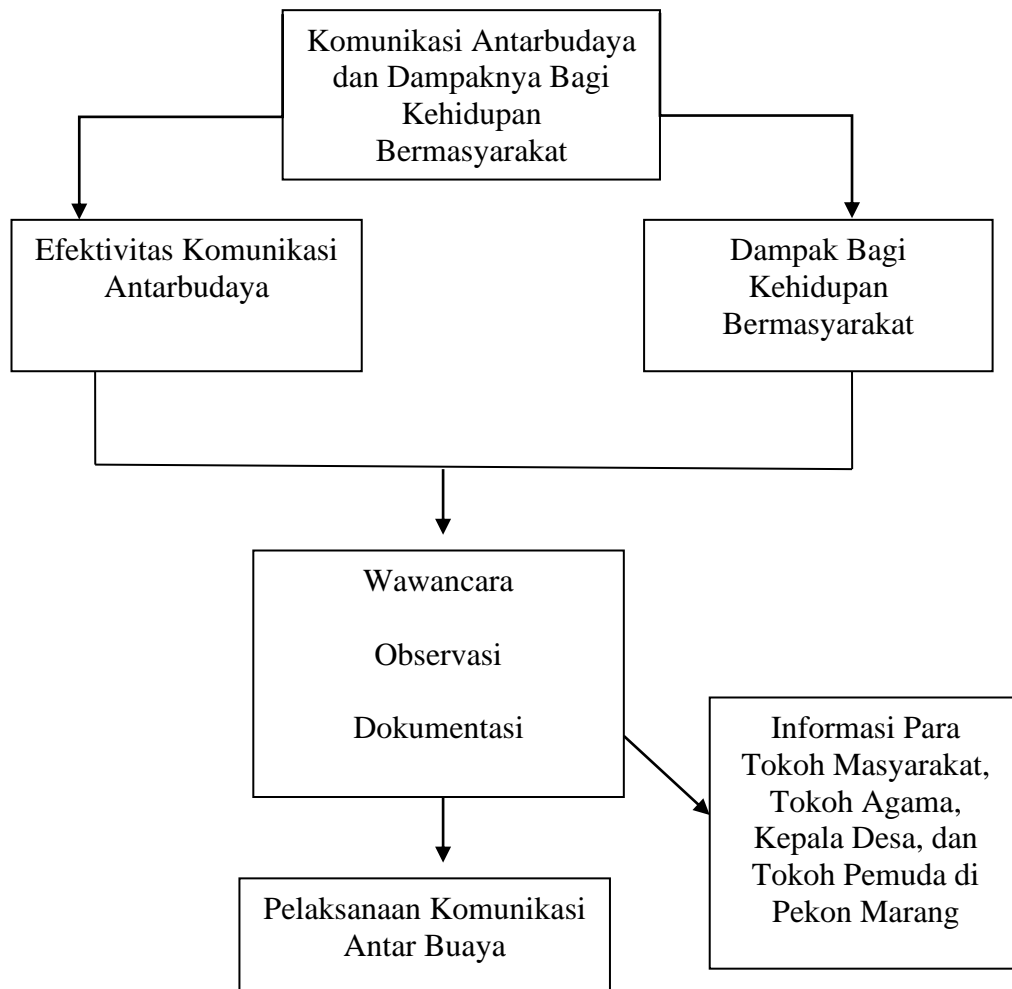 Komunikasi Antarbudaya
dan Dampaknya Bagi
Kehidupan
Bermasyarakat
Efektivitas Komunikasi
Antarbudaya
Dampak Bagi
Kehidupan
Bermasyarakat
Wawancara
Observasi
Dokumentasi
Informasi Para
Tokoh Masyarakat,
Tokoh Agama,
Kepala Desa, dan
Tokoh Pemuda di
Pekon Marang
Pelaksanaan Komunikasi
Antar Buaya